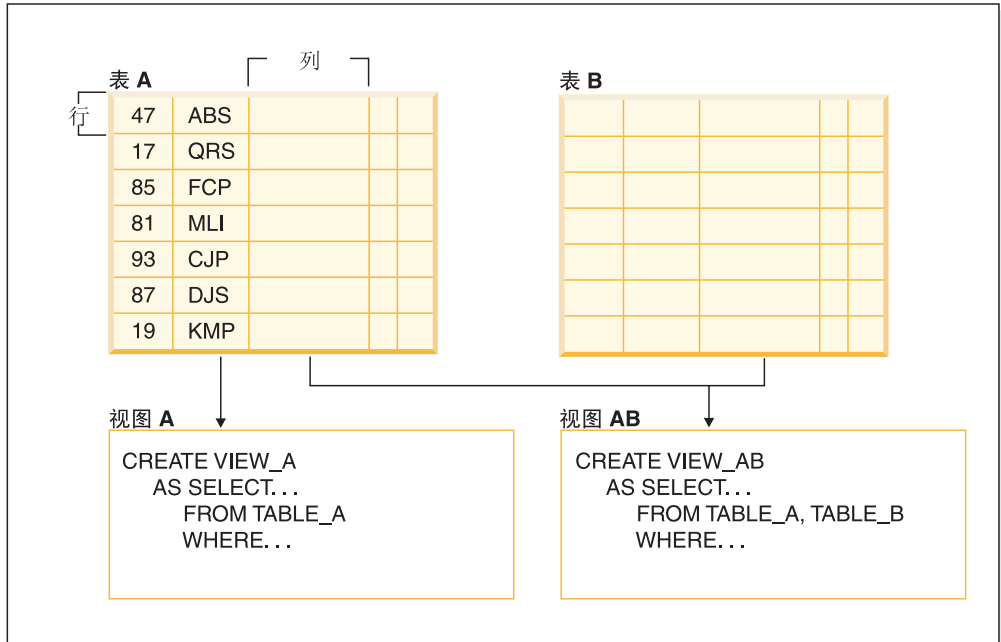 列
表 A
行
47 ABS
17 QRS
85 FCP
81 MLI
93 CJP
87 DJS
19 KMP
表 B
视图 A
CREATE VIEW_A
AS SELECT...
FROM TABLE_A
WHERE...
视图 AB
CREATE VIEW_AB
AS SELECT...
FROM TABLE_A, TABLE_B
WHERE...